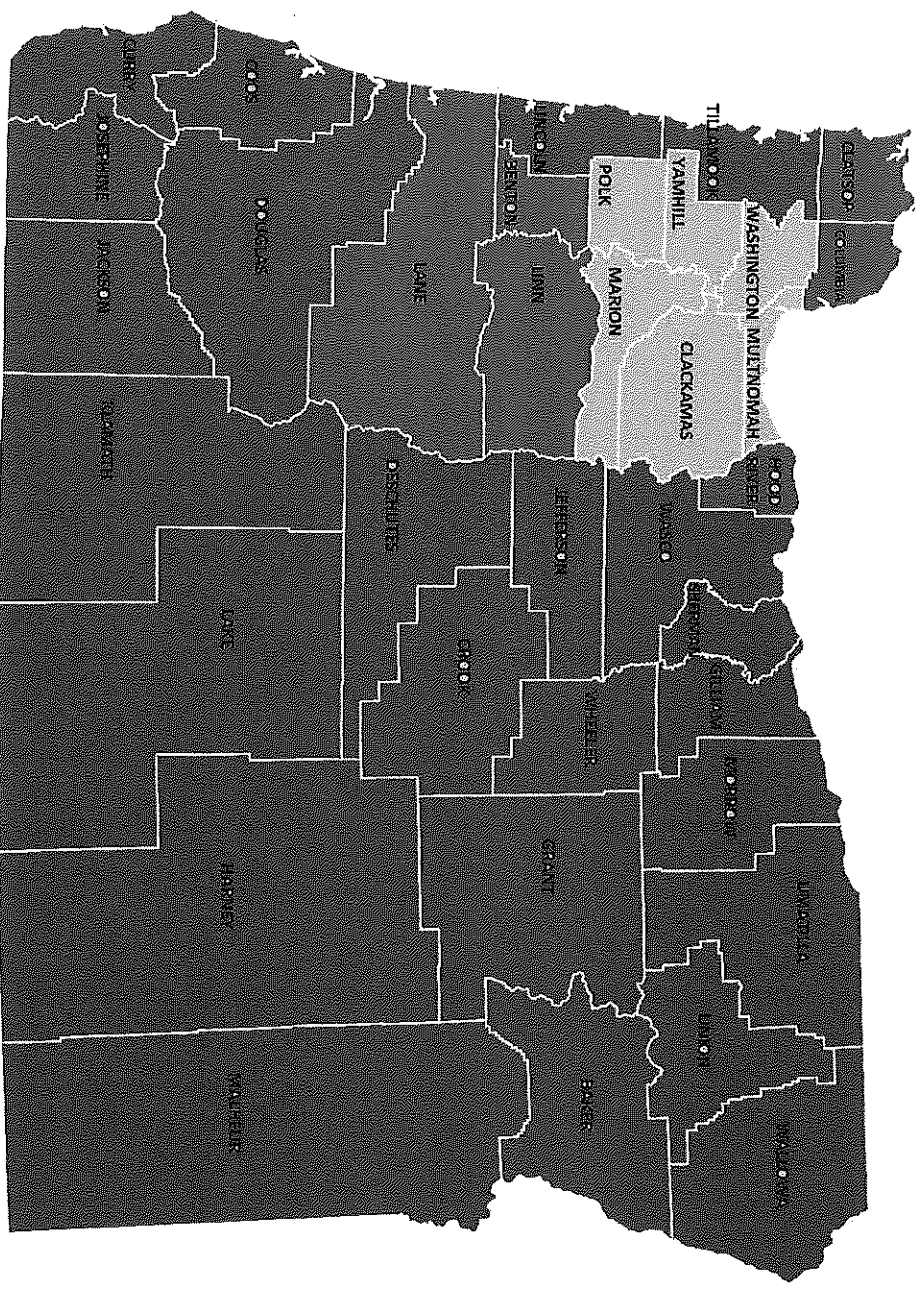 CLATSOP
COLUMBIA
UMATILLA
WALLOWA
HOOD
RIVER
WASHINGTON
MULTNOMAH
MORROW
TILLAMOOK
GILLIAM
UNION
SHERMAN
CLACKAMAS
YAMHILL
WASCO
MARION
POLK
WHEELER
BAKER
JEFFERSON
GRANT
LINCOLN
LINN
BENTON
CROOK
LANE
DESCHUTES
DOUGLAS
COOS
MALHEUR
HARNEY
LAKE
CURRY
JOSEPHINE
JACKSON
KLAMATH